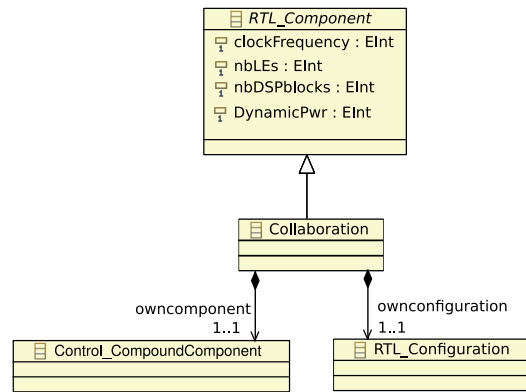 RTL_Component
clockFrequency : EInt
nbLEs : EInt
nbDSPblocks : EInt
DynamicPwr : EInt
Collaboration
owncomponent
1..1
ownconfiguration
1..1
Control_CompoundComponent
RTL_Configuration